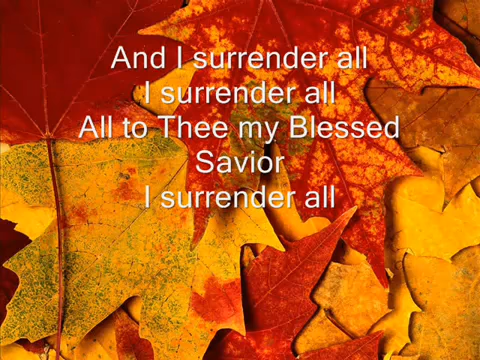 And I surrender all
I surrender all
All to Thee my Blessed
Savior
I surrender all